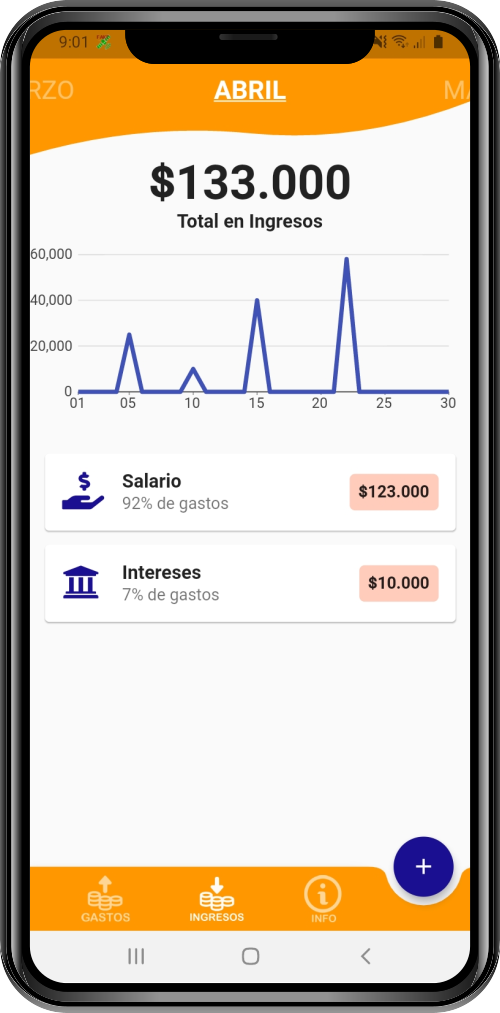 9:01
RZO ABRIL MA
$133.000
Total en Ingresos
60,000
40,000
20,000
0
01 05 10 15 20 25 30
Salario
92% de gastos
$123.000
Intereses
7% de gastos
$10.000
GASTOS INGRESOS INFO